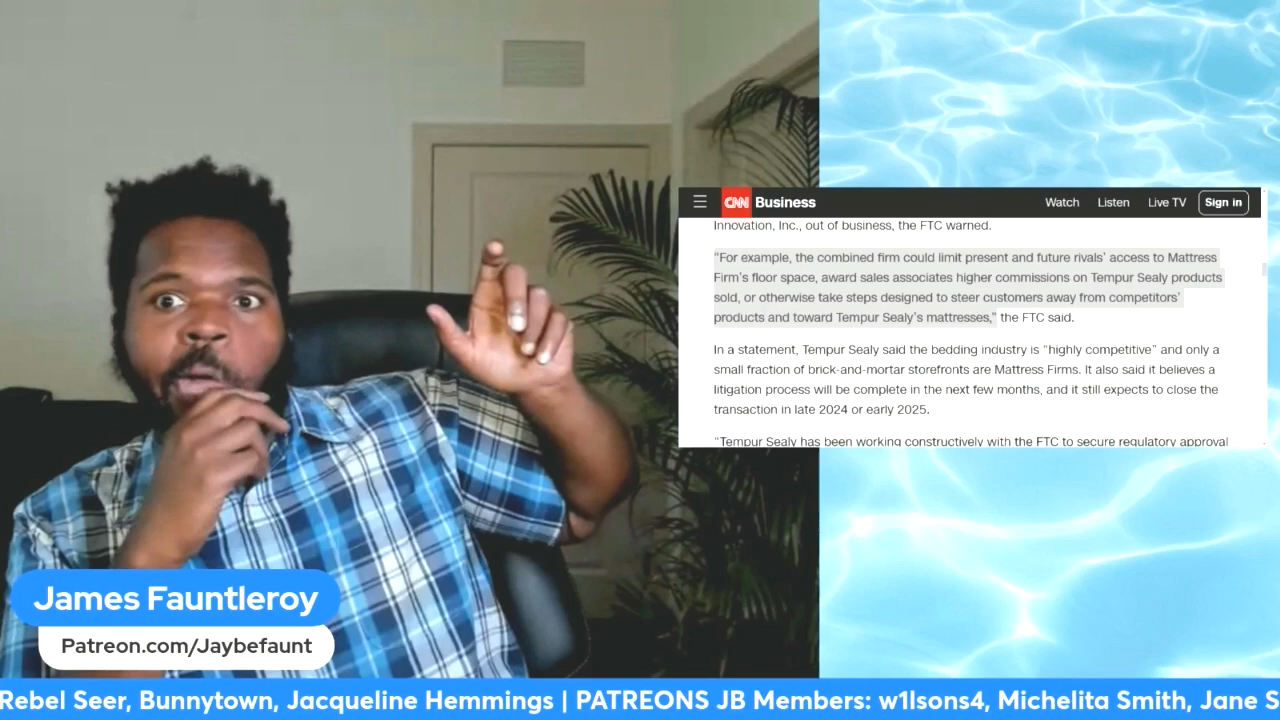 CNN Business
Watch
Listen
Live TV
Sign in
Innovation, Inc., out of business, the FTC warned.
"For example, the combined firm could limit present and future rivals' access to Mattress
Firm's floor space, award sales associates higher commissions on Tempur Sealy products
sold, or otherwise take steps designed to steer customers away from competitors'
products and toward Tempur Sealy's mattresses," the FTC said.
In a statement, Tempur Sealy said the bedding industry is "highly competitive" and only a
small fraction of brick-and-mortar storefronts are Mattress Firms. It also said it believes a
litigation process will be complete in the next few months, and it still expects to close the
transaction in late 2024 or early 2025.
"Tempur Sealy has been working constructively with the FTC to secure regulatory approval
James Fauntleroy
Patreon.com/Jaybefaunt
Rebel Seer, Bunnytown, Jacqueline Hemmings | PATREONS JB Members: w1lsons4, Michelita Smith, Jane S